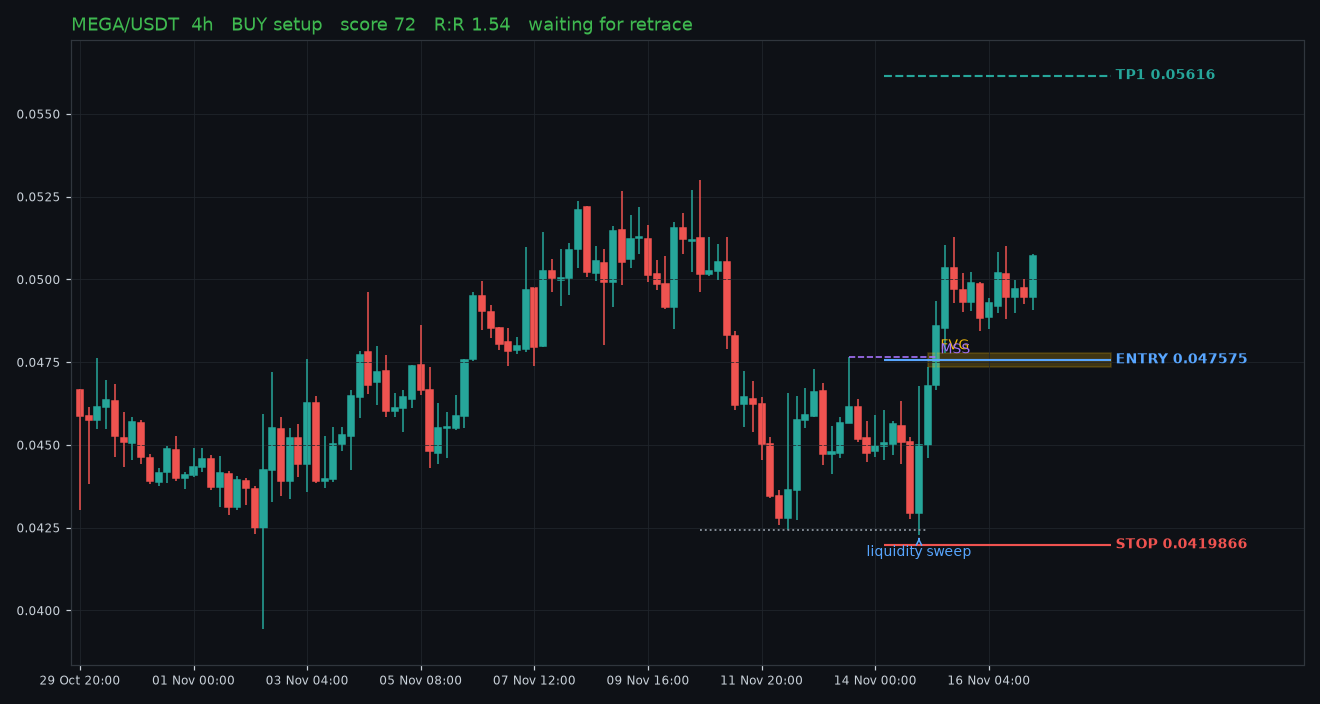 MEGA/USDT  4h   BUY setup   score 72   R:R 1.54   waiting for retrace
TP1 0.05616
0.0550
0.0525
0.0500
0.0475
FVG
MSS
ENTRY 0.047575
0.0450
0.0425
liquidity sweep
STOP 0.0419866
0.0400
29 Oct 20:00
01 Nov 00:00
03 Nov 04:00
05 Nov 08:00
07 Nov 12:00
09 Nov 16:00
11 Nov 20:00
14 Nov 00:00
16 Nov 04:00